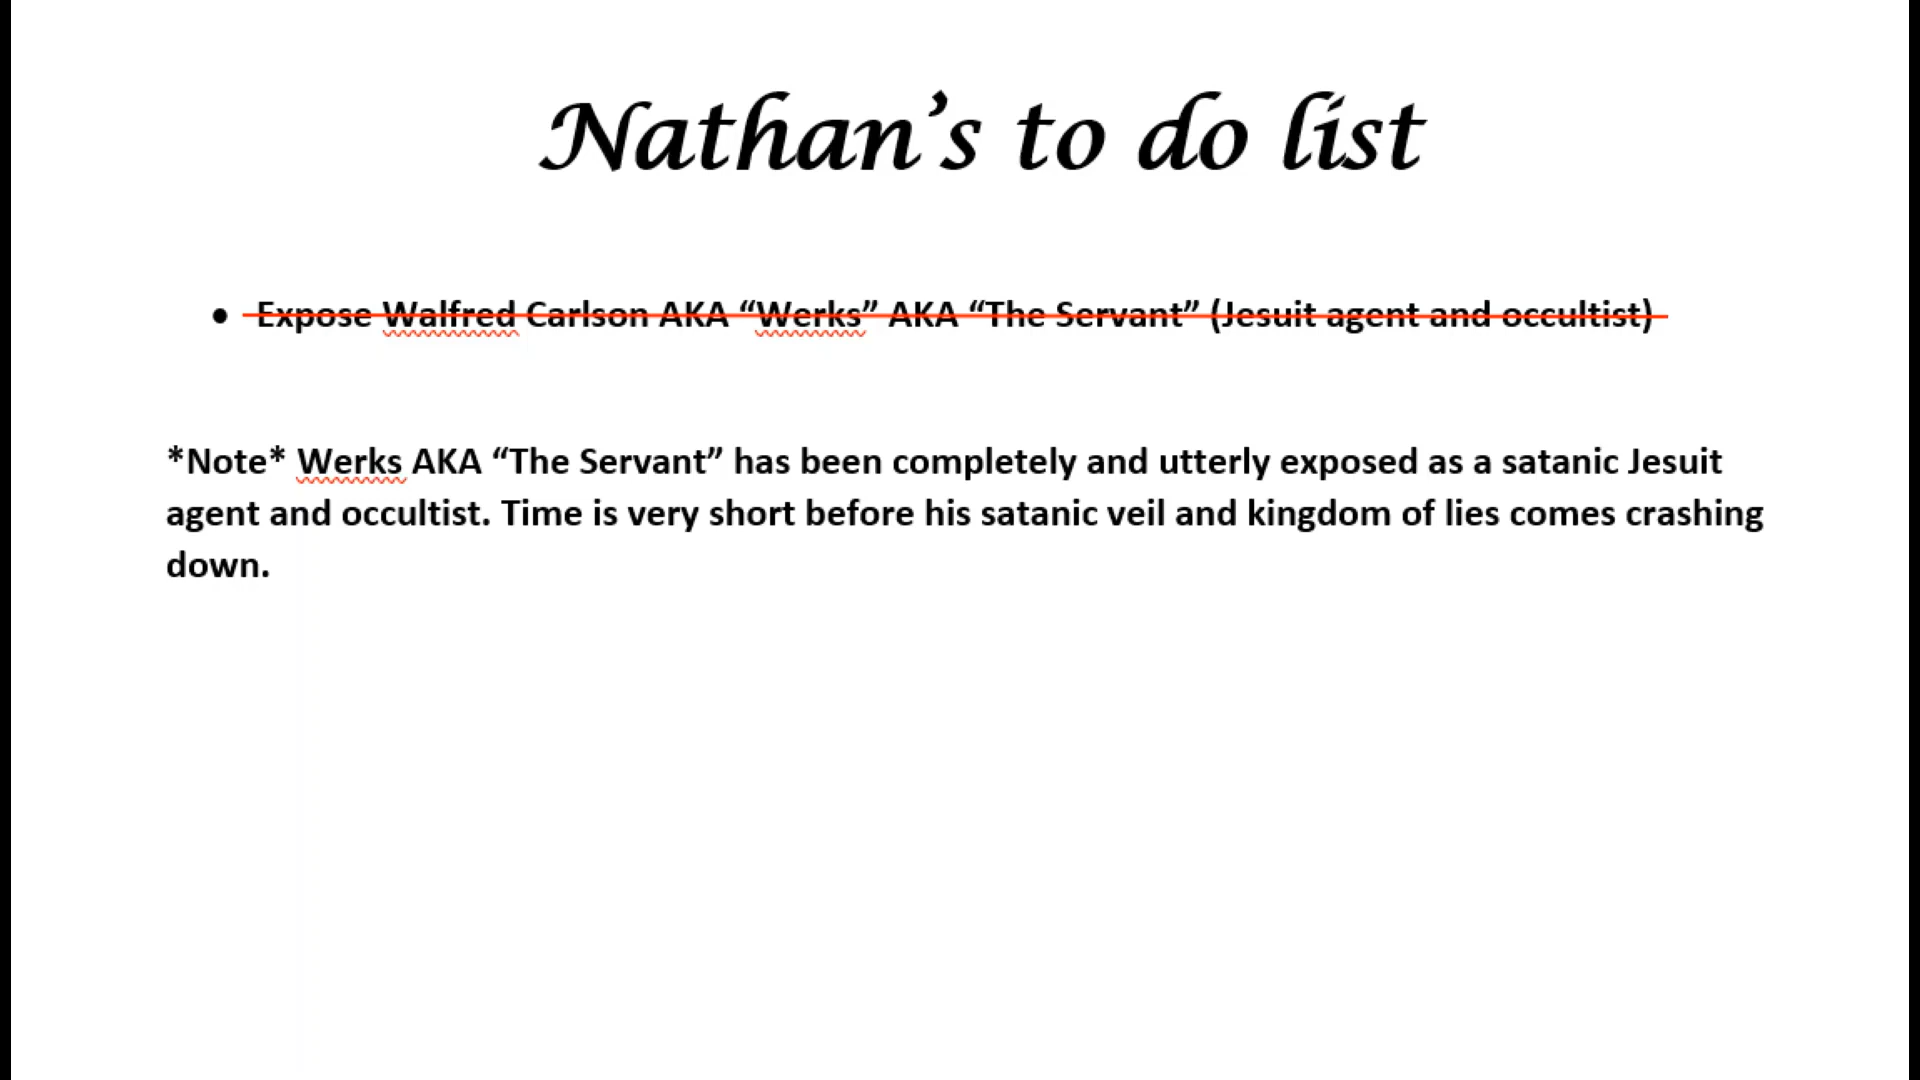 Nathan’s to do list
• Expose Walfred Carlson AKA “Werks” AKA “The Servant” (Jesuit agent and occultist)
*Note* Werks AKA “The Servant” has been completely and utterly exposed as a satanic Jesuit
agent and occultist. Time is very short before his satanic veil and kingdom of lies comes crashing
down.